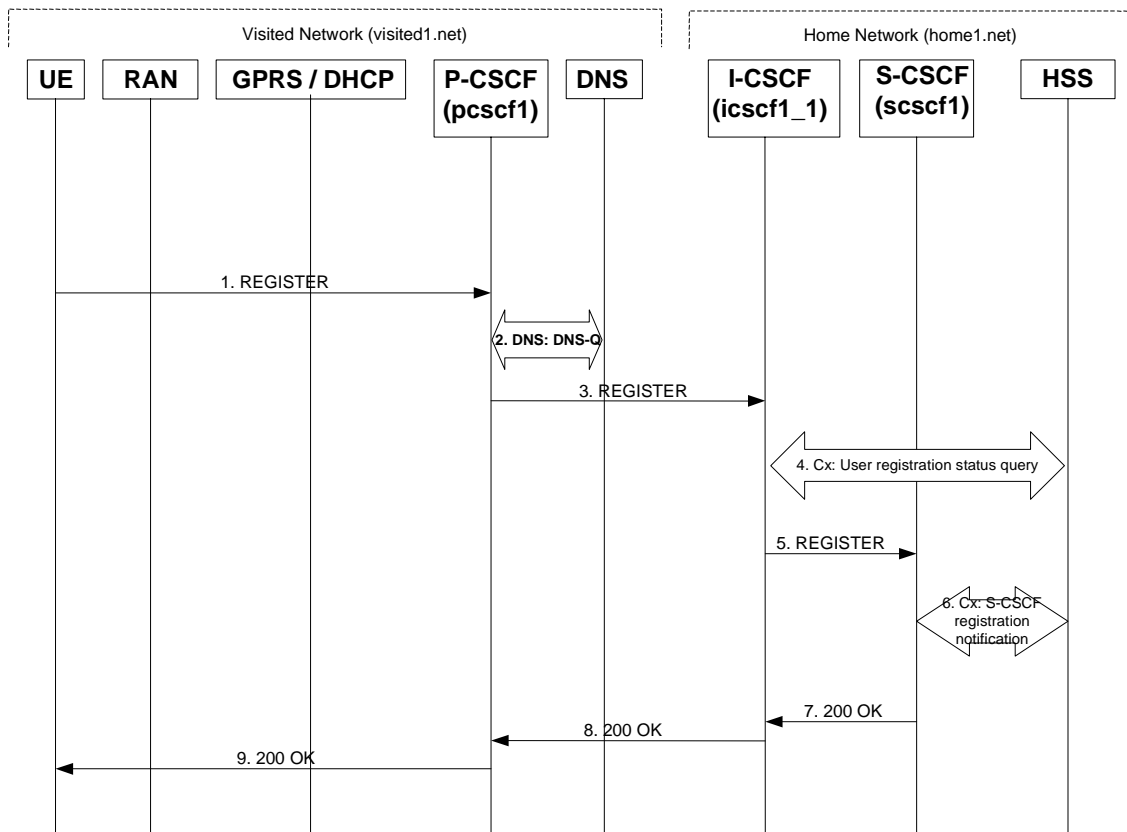 Visited Network (visited1.net)
Home Network (home1.net)
UE
RAN
GPRS / DHCP
P-CSCF
(pcscf1)
DNS
I-CSCF
(icscf1_1)
S-CSCF
(scscf1)
HSS
1. REGISTER
2. DNS: DNS-Q
3. REGISTER
4. Cx: User registration status query
5. REGISTER
6. Cx: S-CSCF
registration
notification
7. 200 OK
8. 200 OK
9. 200 OK